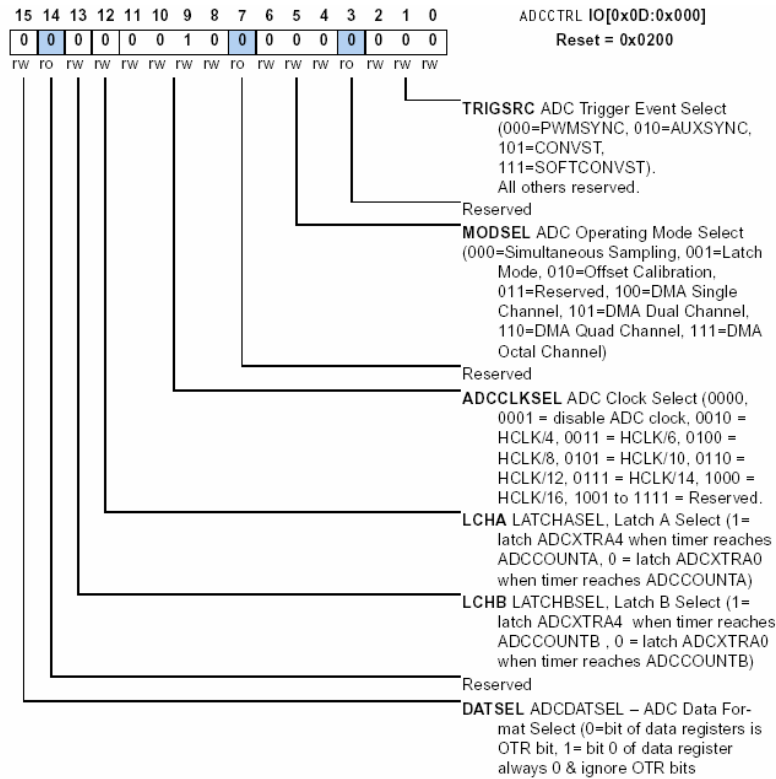 15 14 13 12 11 10 9 8 7 6 5 4 3 2 1 0 ADCCTRL IO[0x0D:0x000]
0 0 0 0 0 0 1 0 0 0 0 0 0 0 0 0 Reset = 0x0200
rw ro rw rw rw rw rw rw ro rw rw rw ro rw rw rw
TRIGSRC ADC Trigger Event Select
(000=PWMSYNC, 010=AUXSYNC,
101=CONVST,
111=SOFTCONVST).
All others reserved.
Reserved
MODSEL ADC Operating Mode Select
(000=Simultaneous Sampling, 001=Latch
Mode, 010=Offset Calibration,
011=Reserved, 100=DMA Single
Channel, 101=DMA Dual Channel,
110=DMA Quad Channel, 111=DMA
Octal Channel)
Reserved
ADCCLKSEL ADC Clock Select (0000,
0001 = disable ADC clock, 0010 =
HCLK/4, 0011 = HCLK/6, 0100 =
HCLK/8, 0101 = HCLK/10, 0110 =
HCLK/12, 0111 = HCLK/14, 1000 =
HCLK/16, 1001 to 1111 = Reserved.
LCHA LATCHASEL, Latch A Select (1=
latch ADCXTRA4 when timer reaches
ADCCOUNTA, 0 = latch ADCXTRA0
when timer reaches ADCCOUNTA)
LCHB LATCHBSEL, Latch B Select (1=
latch ADCXTRA4 when timer reaches
ADCCOUNTB , 0 = latch ADCXTRA0
when timer reaches ADCCOUNTB)
Reserved
DATSEL ADCDATSEL – ADC Data For-
mat Select (0=bit of data registers is
OTR bit, 1= bit 0 of data register
always 0 & ignore OTR bits